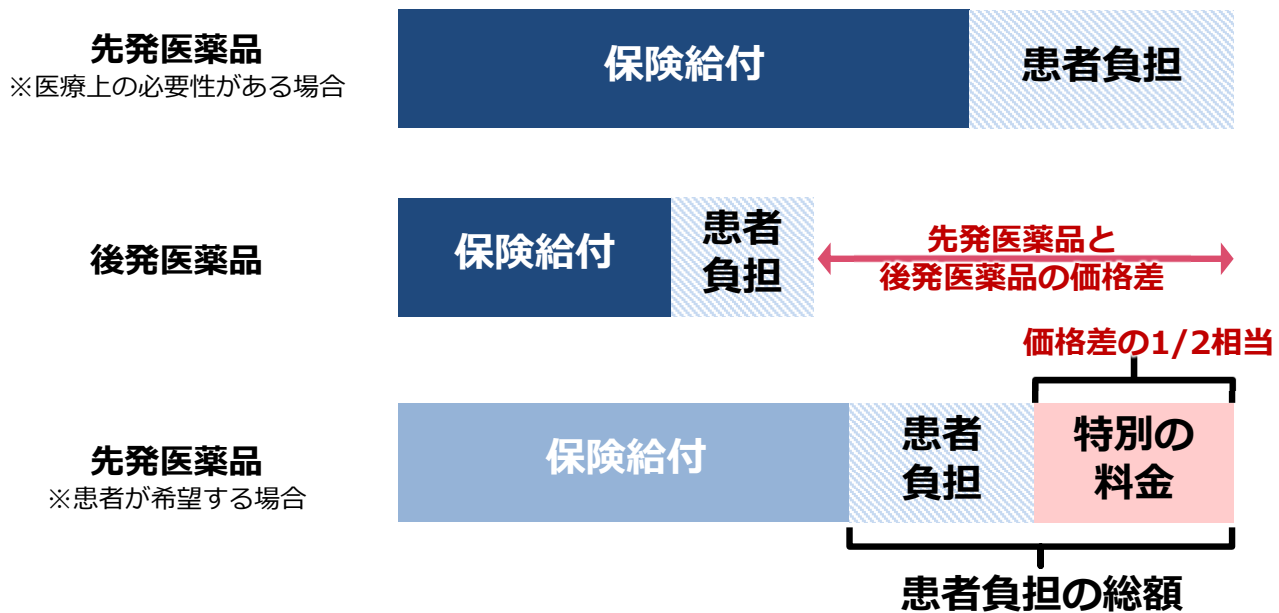 先発医薬品
※医療上の必要性がある場合
保険給付
患者負担
後発医薬品
保険給付
患者
負担
先発医薬品と
後発医薬品の価格差
価格差の1/2相当
先発医薬品
※患者が希望する場合
保険給付
患者
負担
特別の
料金
患者負担の総額